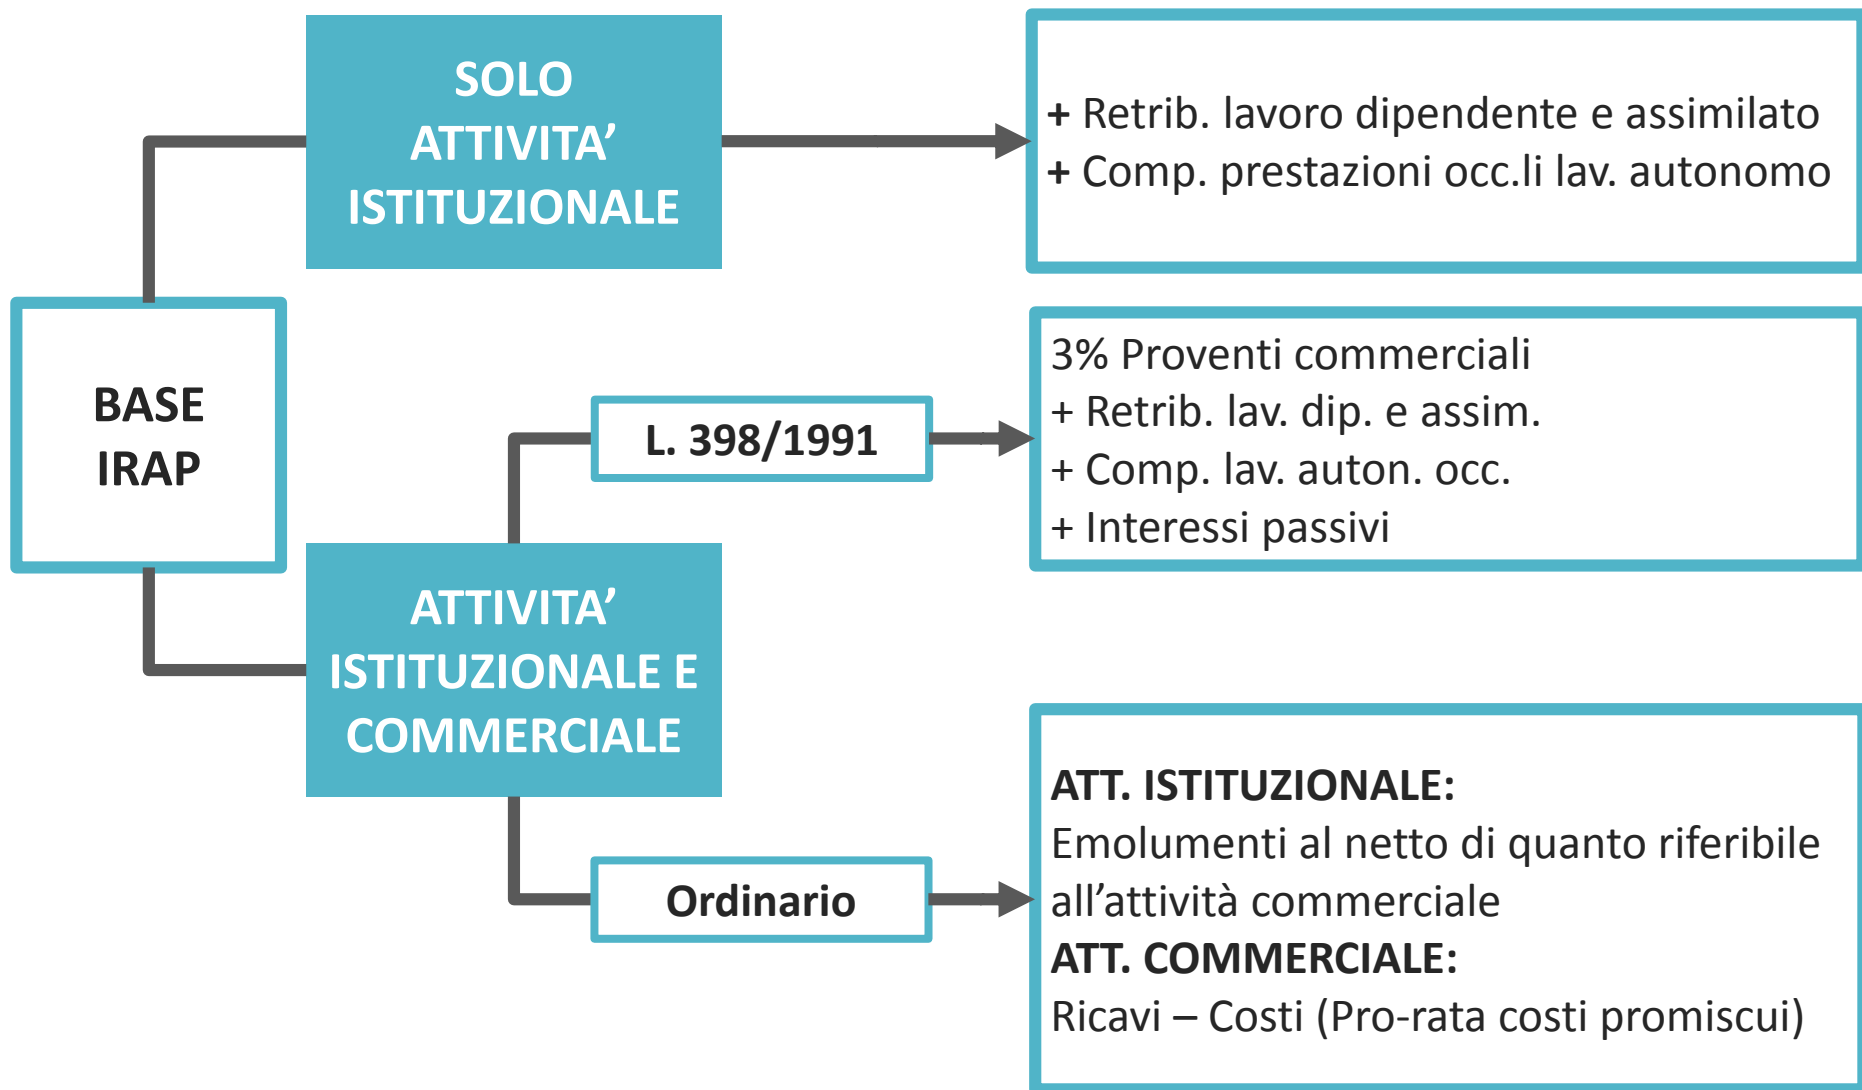 SOLO
ATTIVITA’
ISTITUZIONALE
+ Retrib. lavoro dipendente e assimilato
+ Comp. prestazioni occ.li lav. autonomo
BASE
IRAP
L. 398/1991
3% Proventi commerciali
+ Retrib. lav. dip. e assim.
+ Comp. lav. auton. occ.
+ Interessi passivi
ATTIVITA’
ISTITUZIONALE E
COMMERCIALE
Ordinario
ATT. ISTITUZIONALE:
Emolumenti al netto di quanto riferibile
all’attività commerciale
ATT. COMMERCIALE:
Ricavi – Costi (Pro-rata costi promiscui)